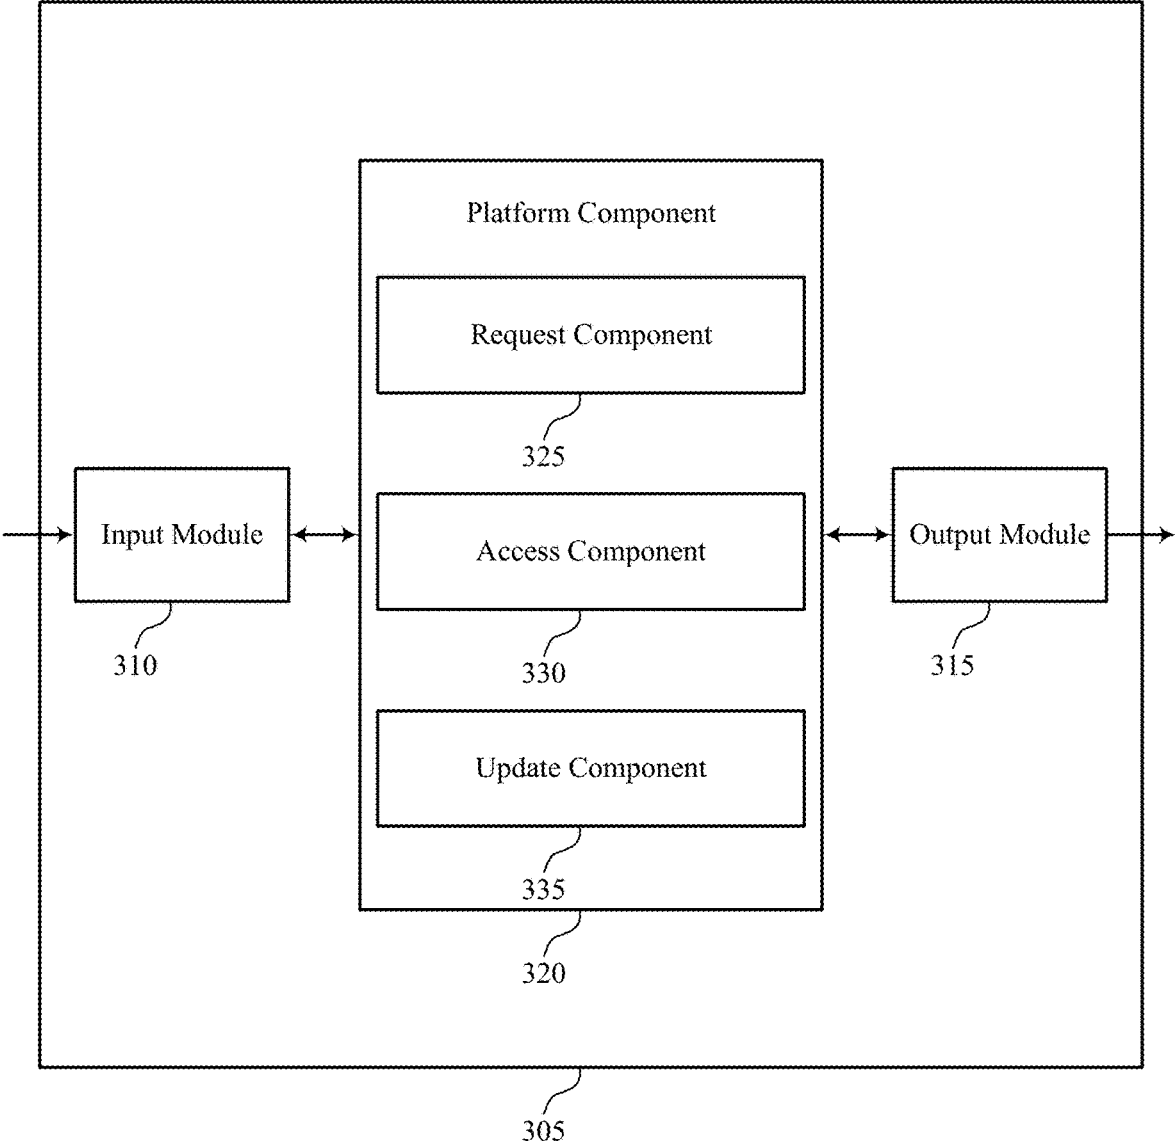 Platform Component
Request Component
325
Input Module
Access Component
Output Module
310
330
315
Update Component
335
320
305